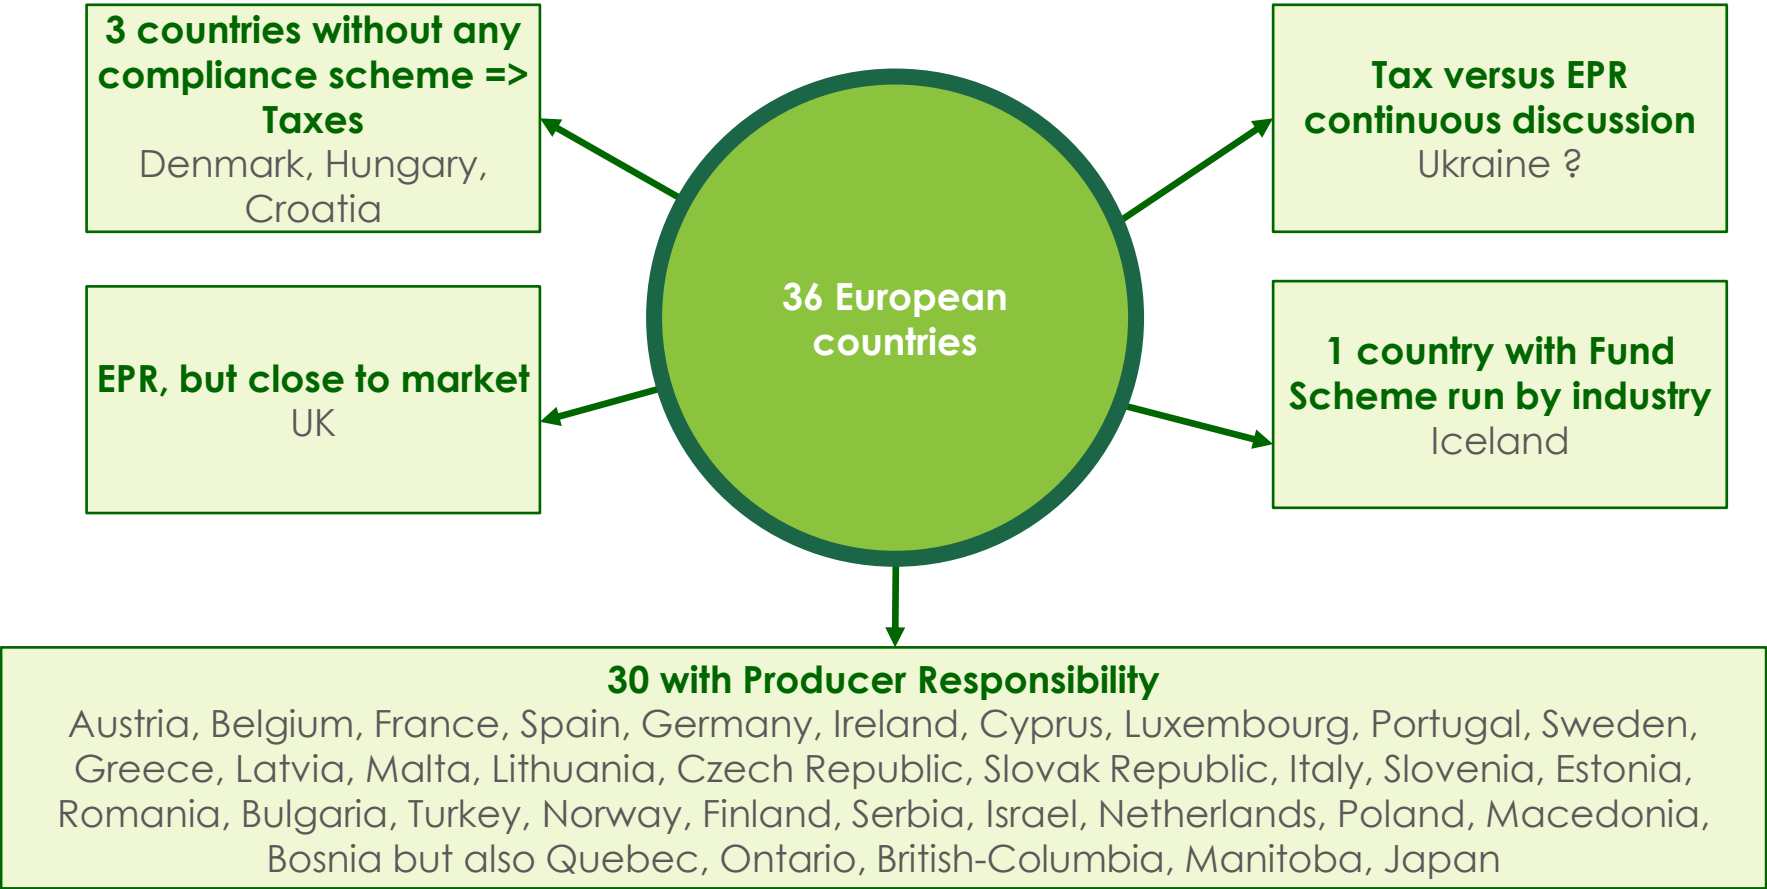 3 countries without any
compliance scheme =>
Taxes
Denmark, Hungary,
Croatia
Tax versus EPR
continuous discussion
Ukraine ?
36 European
countries
EPR, but close to market
UK
1 country with Fund
Scheme run by industry
Iceland
30 with Producer Responsibility
Austria, Belgium, France, Spain, Germany, Ireland, Cyprus, Luxembourg, Portugal, Sweden,
Greece, Latvia, Malta, Lithuania, Czech Republic, Slovak Republic, Italy, Slovenia, Estonia,
Romania, Bulgaria, Turkey, Norway, Finland, Serbia, Israel, Netherlands, Poland, Macedonia,
Bosnia but also Quebec, Ontario, British-Columbia, Manitoba, Japan